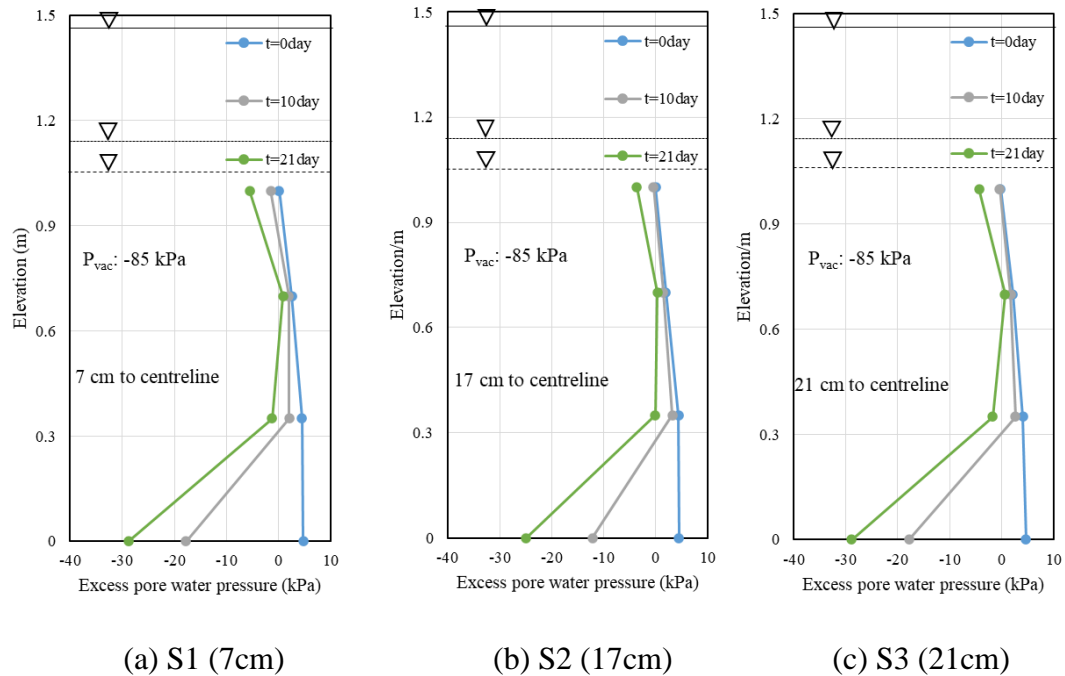 1.5
1.2
0.9
0.6
0.3
0
Elevation (m)
t=0day
t=10day
t=21day
Pvac: -85 kPa
7 cm to centreline
-40 -30 -20 -10 0 10
Excess pore water pressure (kPa)
(a) S1 (7cm)
1.5
1.2
0.9
0.6
0.3
0
Elevation/m
t=0day
t=10day
t=21day
Pvac: -85 kPa
17 cm to centreline
-40 -30 -20 -10 0 10
Excess pore water pressure (kPa)
(b) S2 (17cm)
1.5
1.2
0.9
0.6
0.3
0
Elevation/m
t=0day
t=10day
t=21day
Pvac: -85 kPa
21 cm to centreline
-40 -30 -20 -10 0 10
Excess pore water pressure (kPa)
(c) S3 (21cm)